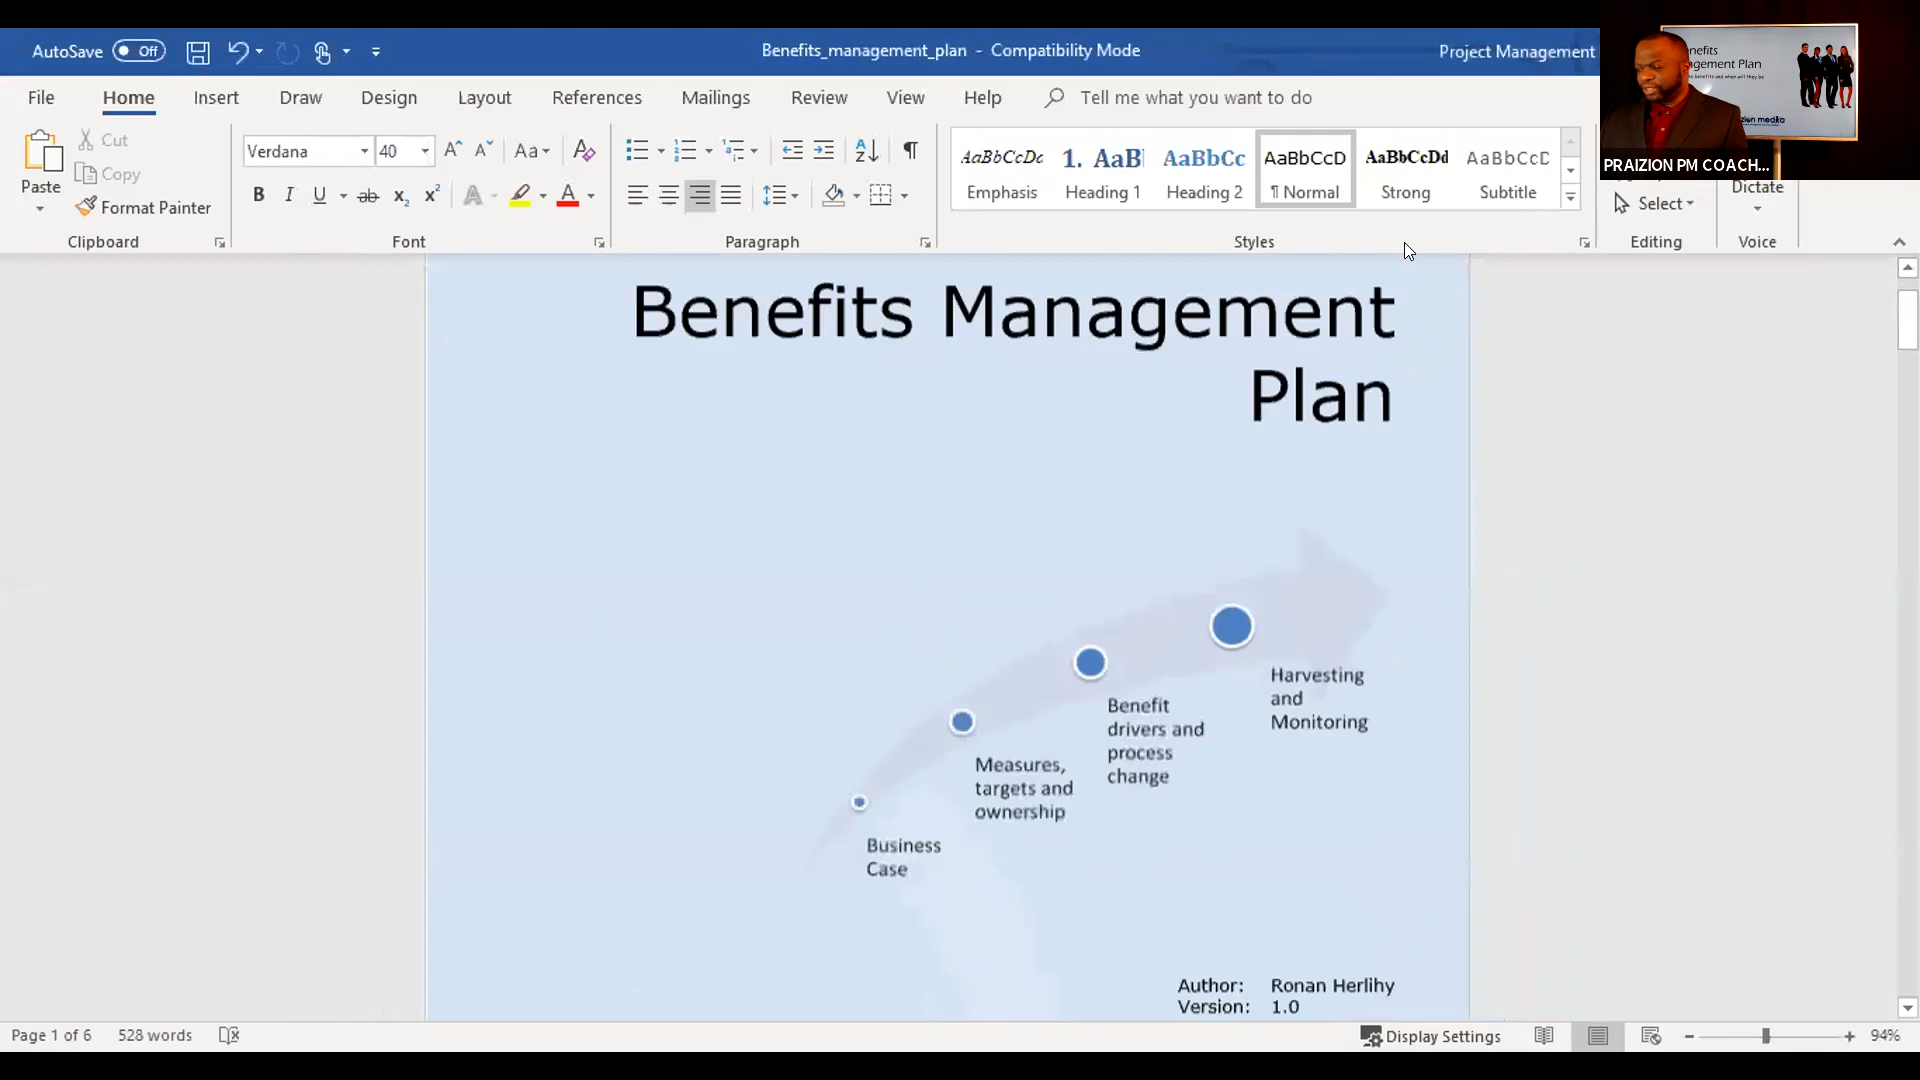 AutoSave Off
Benefits_management_plan - Compatibility Mode
Project Management
File Home Insert Draw Design Layout References Mailings Review View Help Tell me what you want to do
Paste
Cut
Copy
Format Painter
Clipboard
Verdana 40
Font
Paragraph
AaBbCcDc 1. AaBl AaBbCc AaBbCcD AaBbCcDd AaBbCcD
Emphasis Heading 1 Heading 2 ¶ Normal Strong Subtitle
Styles
Select
Editing
Dictate
Voice
enefits
agement Plan
PRAIZION PM COACH...
Benefits Management
Plan
Business
Case
Measures,
targets and
ownership
Benefit
drivers and
process
change
Harvesting
and
Monitoring
Author: Ronan Herlihy
Version: 1.0
Page 1 of 6 528 words
Display Settings
94%